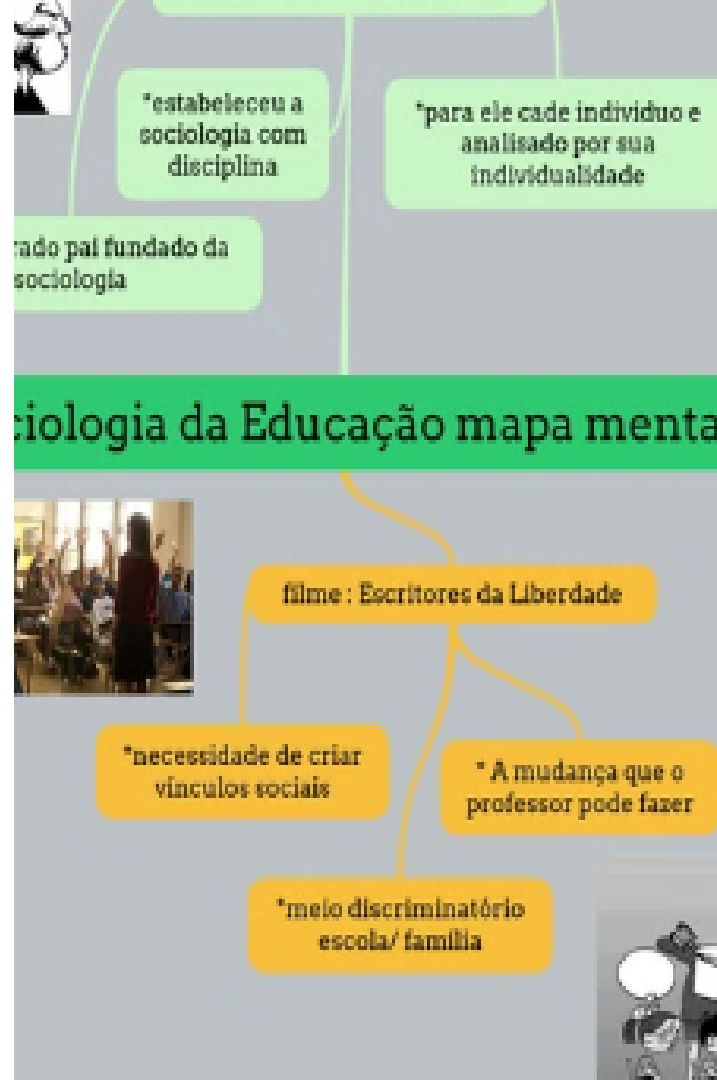 *estabeleceu a
sociologia com
disciplina
*para ele cade individuo e
analisado por sua
individualidade
rado pai fundado da
sociologia
ciologia da Educação mapa menta
filme : Escritores da Liberdade
*necessidade de criar
vinculos sociais
* A mudança que o
professor pode fazer
*meio discriminatório
escola/ família